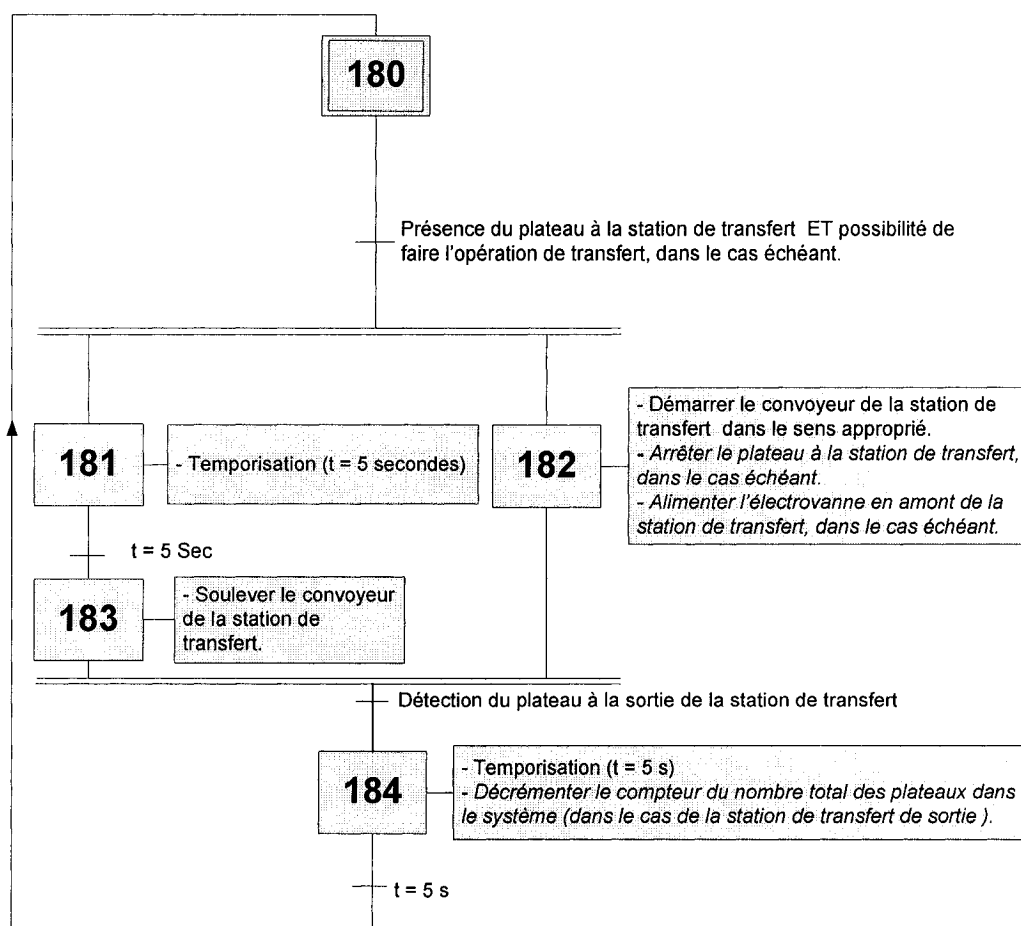 180
Présence du plateau à la station de transfert ET possibilité de
faire l'opération de transfert, dans le cas échéant.
181
- Temporisation (t = 5 secondes)
182
- Démarrer le convoyeur de la station de
transfert dans le sens approprié.
- Arrêter le plateau à la station de transfert,
dans le cas échéant.
- Alimenter l'électrovanne en amont de la
station de transfert, dans le cas échéant.
t = 5 Sec
183
- Soulever le convoyeur
de la station de
transfert.
Détection du plateau à la sortie de la station de transfert
184
- Temporisation (t = 5 s)
- Décrémenter le compteur du nombre total des plateaux dans
le système (dans le cas de la station de transfert de sortie ).
t = 5 s